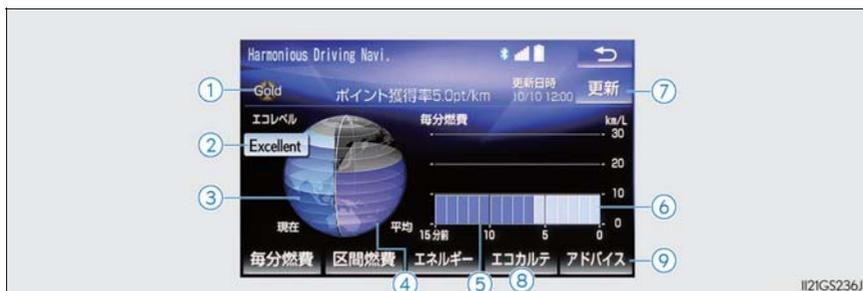 Harmonious Driving Navi.
① Gold ポイント獲得率5.0pt/km 更新日時 10/10 12:00 更新 ⑦
エコレベル 毎分燃費 km/L
② Excellent 30
20
③ 10 ⑥
現在 平均 15分前 10 5 0 0
毎分燃費 区間燃費 エネルギー エコカルテ アドバイス ⑨
④ ⑤ ⑧
II21GS236J